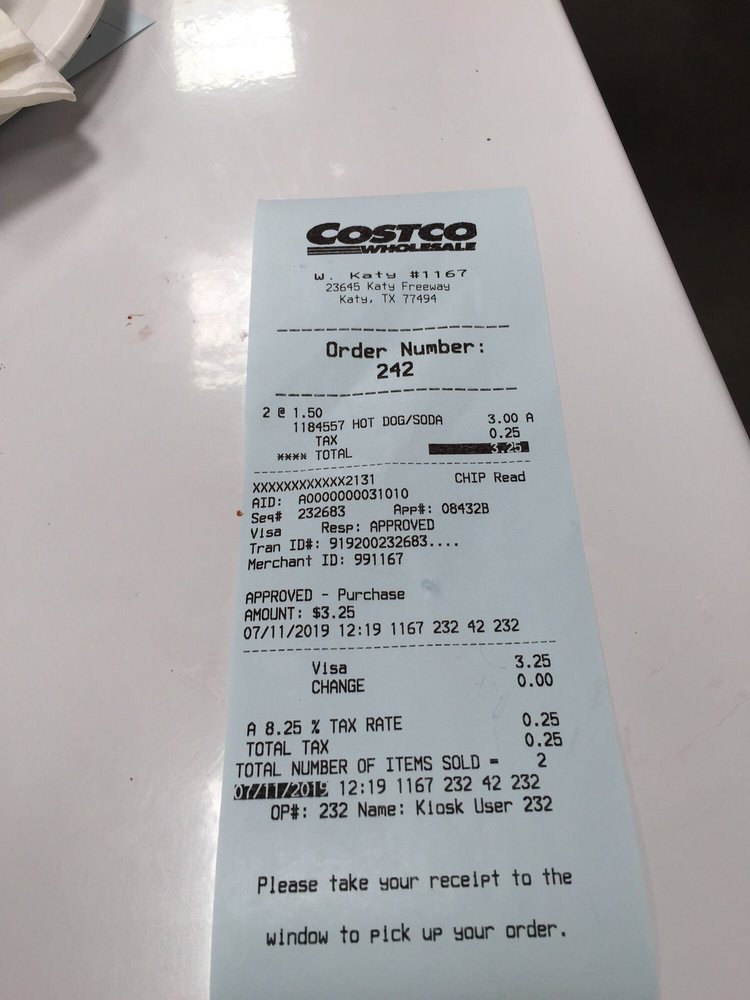 COSTCO
WHOLESALE
W. Katy #1167
23645 Katy Freeway
Katy, TX 77494
Order Number:
242
2 @ 1.50
1184557 HOT DOG/SODA 3.00 A
TAX 0.25
**** TOTAL 3.25
XXXXXXXXXXXX2131 CHIP Read
AID: A0000000031010
Seq# 232683 App#: 08432B
Visa Resp: APPROVED
Tran ID#: 919200232683....
Merchant ID: 991167
APPROVED - Purchase
AMOUNT: $3.25
07/11/2019 12:19 1167 232 42 232
Visa 3.25
CHANGE 0.00
A 8.25 % TAX RATE 0.25
TOTAL TAX 0.25
TOTAL NUMBER OF ITEMS SOLD = 2
07/11/2019 12:19 1167 232 42 232
OP#: 232 Name: Kiosk User 232
Please take your receipt to the
window to pick up your order.